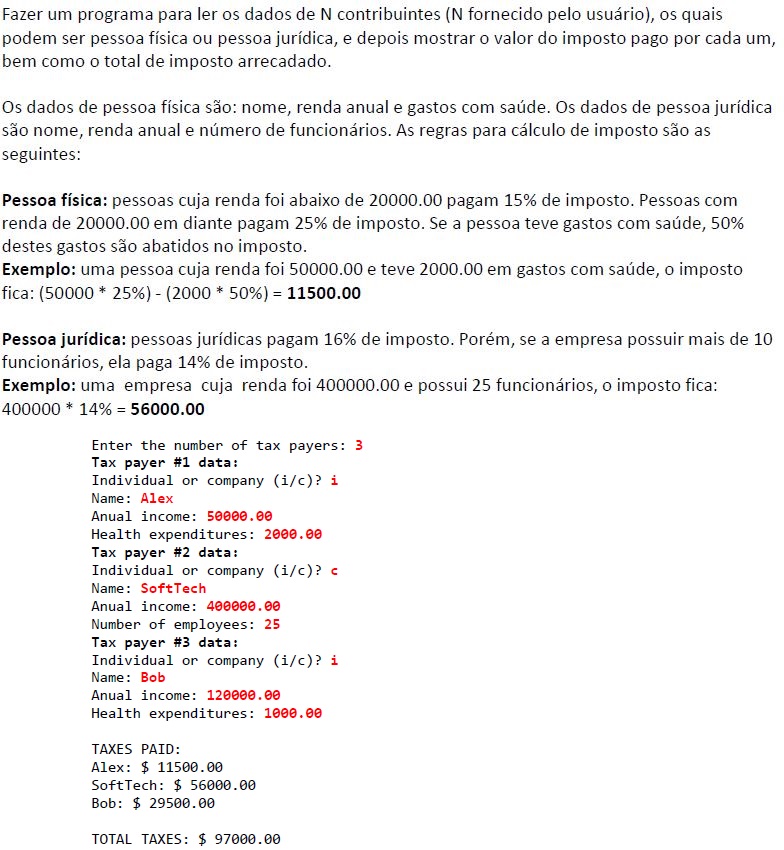 Fazer um programa para ler os dados de N contribuintes (N fornecido pelo usuário), os quais
podem ser pessoa física ou pessoa jurídica, e depois mostrar o valor do imposto pago por cada um,
bem como o total de imposto arrecadado.
Os dados de pessoa física são: nome, renda anual e gastos com saúde. Os dados de pessoa jurídica
são nome, renda anual e número de funcionários. As regras para cálculo de imposto são as
seguintes:
Pessoa física: pessoas cuja renda foi abaixo de 20000.00 pagam 15% de imposto. Pessoas com
renda de 20000.00 em diante pagam 25% de imposto. Se a pessoa teve gastos com saúde, 50%
destes gastos são abatidos no imposto.
Exemplo: uma pessoa cuja renda foi 50000.00 e teve 2000.00 em gastos com saúde, o imposto
fica: (50000 * 25%) - (2000 * 50%) = 11500.00
Pessoa jurídica: pessoas jurídicas pagam 16% de imposto. Porém, se a empresa possuir mais de 10
funcionários, ela paga 14% de imposto.
Exemplo: uma empresa cuja renda foi 400000.00 e possui 25 funcionários, o imposto fica:
400000 * 14% = 56000.00
Enter the number of tax payers: 3
Tax payer #1 data:
Individual or company (i/c)? i
Name: Alex
Anual income: 50000.00
Health expenditures: 2000.00
Tax payer #2 data:
Individual or company (i/c)? c
Name: SoftTech
Anual income: 400000.00
Number of employees: 25
Tax payer #3 data:
Individual or company (i/c)? i
Name: Bob
Anual income: 120000.00
Health expenditures: 1000.00
TAXES PAID:
Alex: $ 11500.00
SoftTech: $ 56000.00
Bob: $ 29500.00
TOTAL TAXES: $ 97000.00